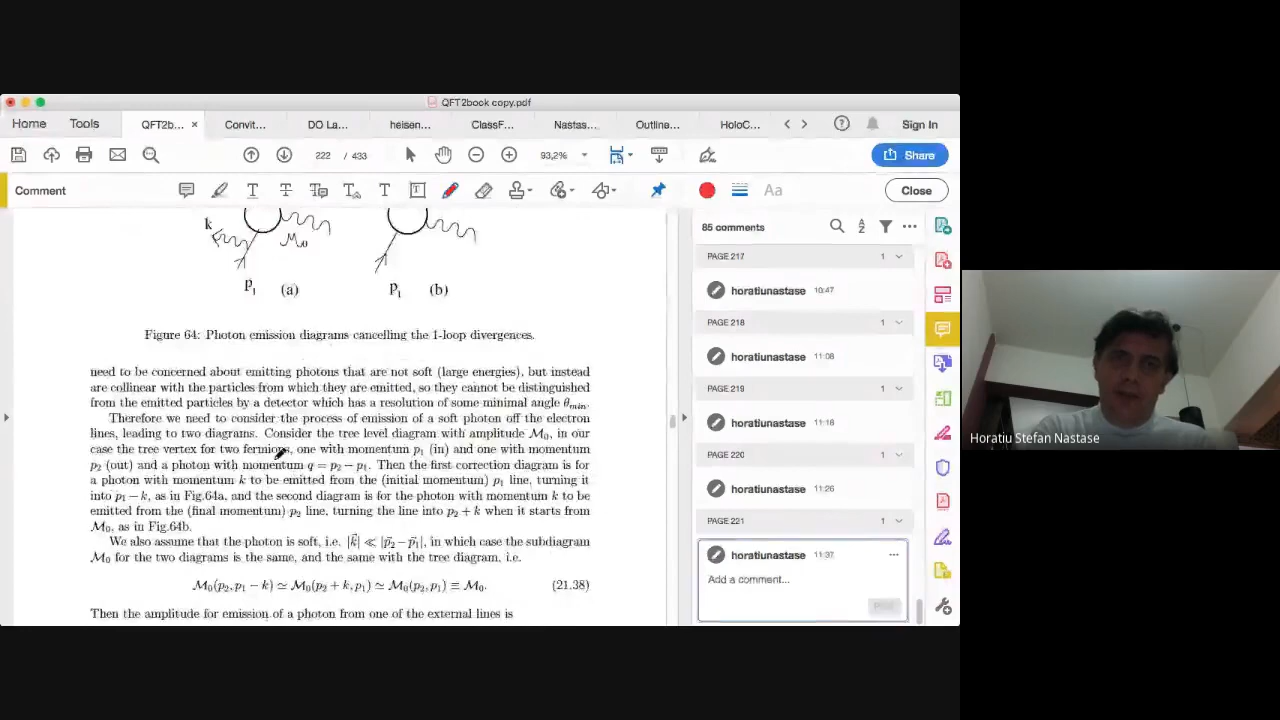 QFT2book copy.pdf
Home Tools QFT2b... × Convit... DO La... heisen... ClassF... Nastas... Outline... HoloC... Sign In
222 / 433 93,2% Share
Comment T T T T T Aa Close
k
M₀
p₁ (a) p₁ (b)
Figure 64: Photon emission diagrams cancelling the 1-loop divergences.
need to be concerned about emitting photons that are not soft (large energies), but instead
are collinear with the particles from which they are emitted, so they cannot be distinguished
from the emitted particles by a detector which has a resolution of some minimal angle θmin.
Therefore we need to consider the process of emission of a soft photon off the electron
lines, leading to two diagrams. Consider the tree level diagram with amplitude M₀, in our
case the tree vertex for two fermions, one with momentum p₁ (in) and one with momentum
p₂ (out) and a photon with momentum q = p₂ − p₁. Then the first correction diagram is for
a photon with momentum k to be emitted from the (initial momentum) p₁ line, turning it
into p₁ − k, as in Fig.64a, and the second diagram is for the photon with momentum k to be
emitted from the (final momentum) p₂ line, turning the line into p₂ + k when it starts from
M₀, as in Fig.64b.
We also assume that the photon is soft, i.e. |k⃗| ≪ |p⃗₂ − p⃗₁|, in which case the subdiagram
M₀ for the two diagrams is the same, and the same with the tree diagram, i.e.
M₀(p₂, p₁ − k) ≃ M₀(p₂ + k, p₁) ≃ M₀(p₂, p₁) ≡ M₀. (21.38)
Then the amplitude for emission of a photon from one of the external lines is
85 comments
PAGE 217 1
horatiunastase 10:47
PAGE 218 1
horatiunastase 11:08
PAGE 219 1
horatiunastase 11:18
PAGE 220 1
horatiunastase 11:26
PAGE 221 1
horatiunastase 11:37
Add a comment...
Horatiu Stefan Nastase